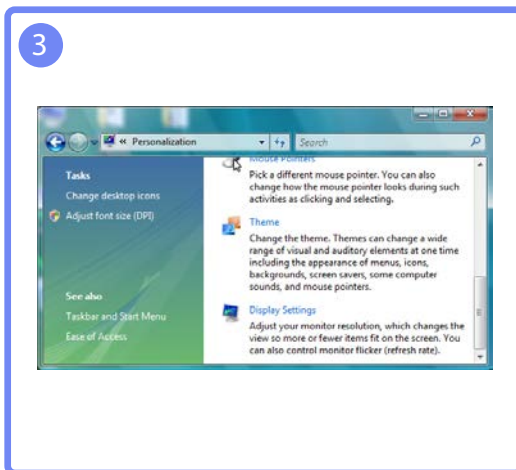 3
« Personalization
Search
Tasks
Change desktop icons
Adjust font size (DPI)
See also
Taskbar and Start Menu
Ease of Access
Mouse Pointers
Pick a different mouse pointer. You can also
change how the mouse pointer looks during such
activities as clicking and selecting.
Theme
Change the theme. Themes can change a wide
range of visual and auditory elements at one time
including the appearance of menus, icons,
backgrounds, screen savers, some computer
sounds, and mouse pointers.
Display Settings
Adjust your monitor resolution, which changes the
view so more or fewer items fit on the screen. You
can also control monitor flicker (refresh rate).